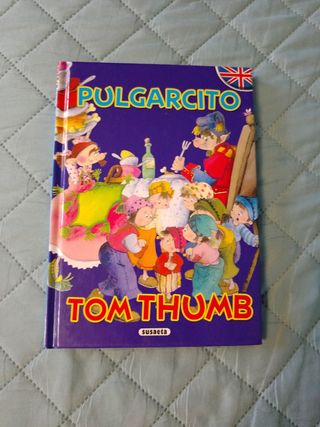 PULGARCITO
TOM THUMB
susaeta